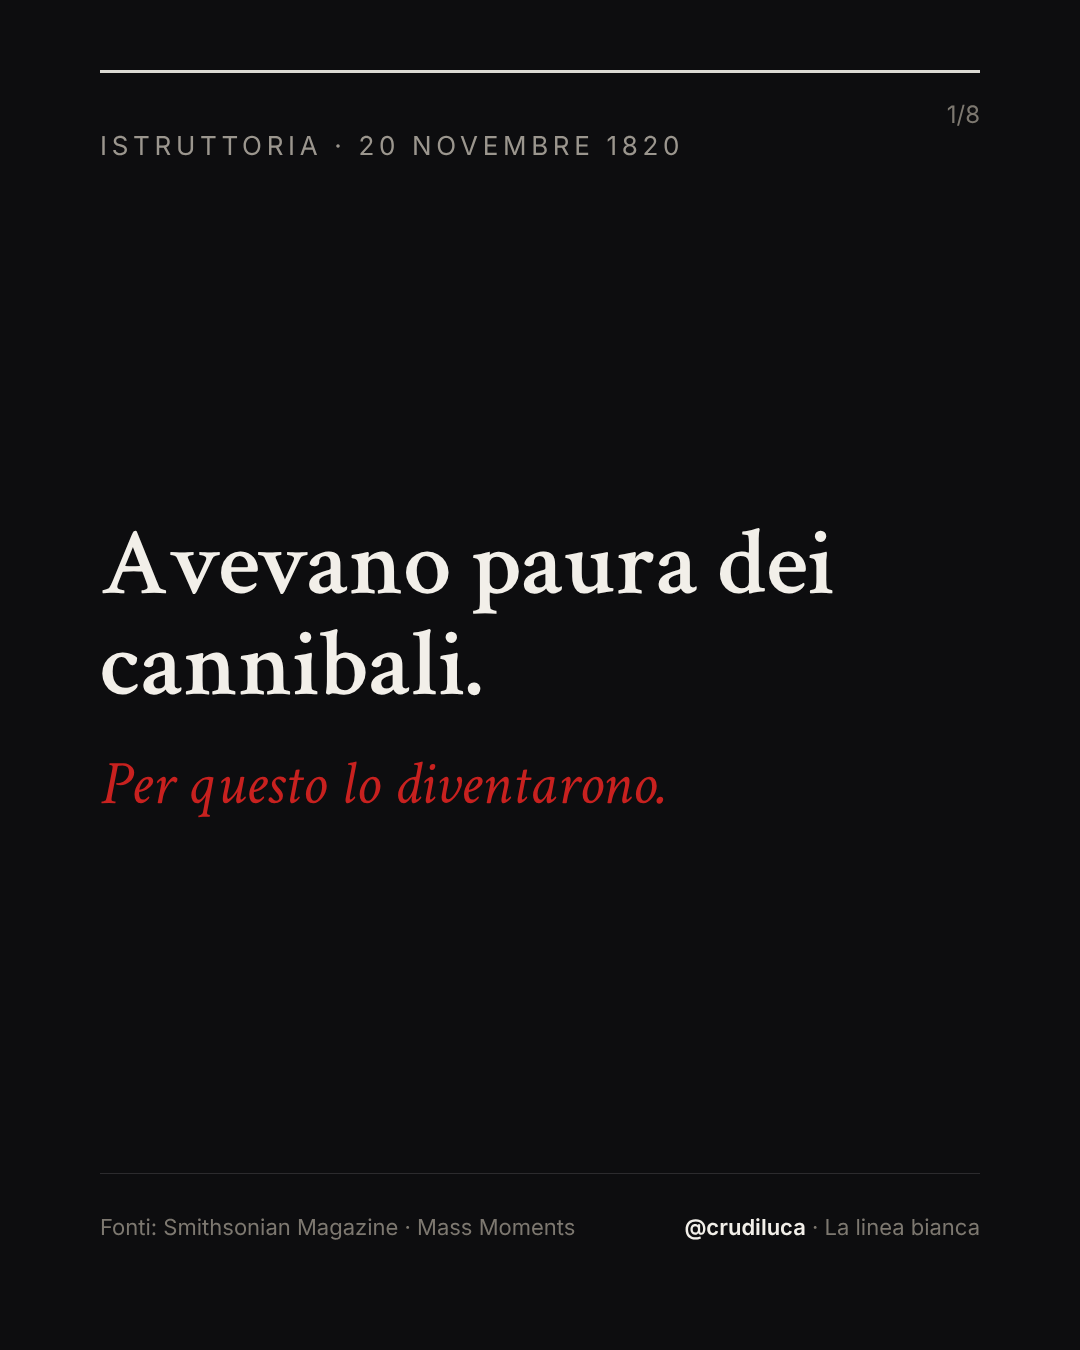 1/8
ISTRUTTORIA · 20 NOVEMBRE 1820
Avevano paura dei
cannibali.
Per questo lo diventarono.
Fonti: Smithsonian Magazine · Mass Moments
@crudiluca · La linea bianca